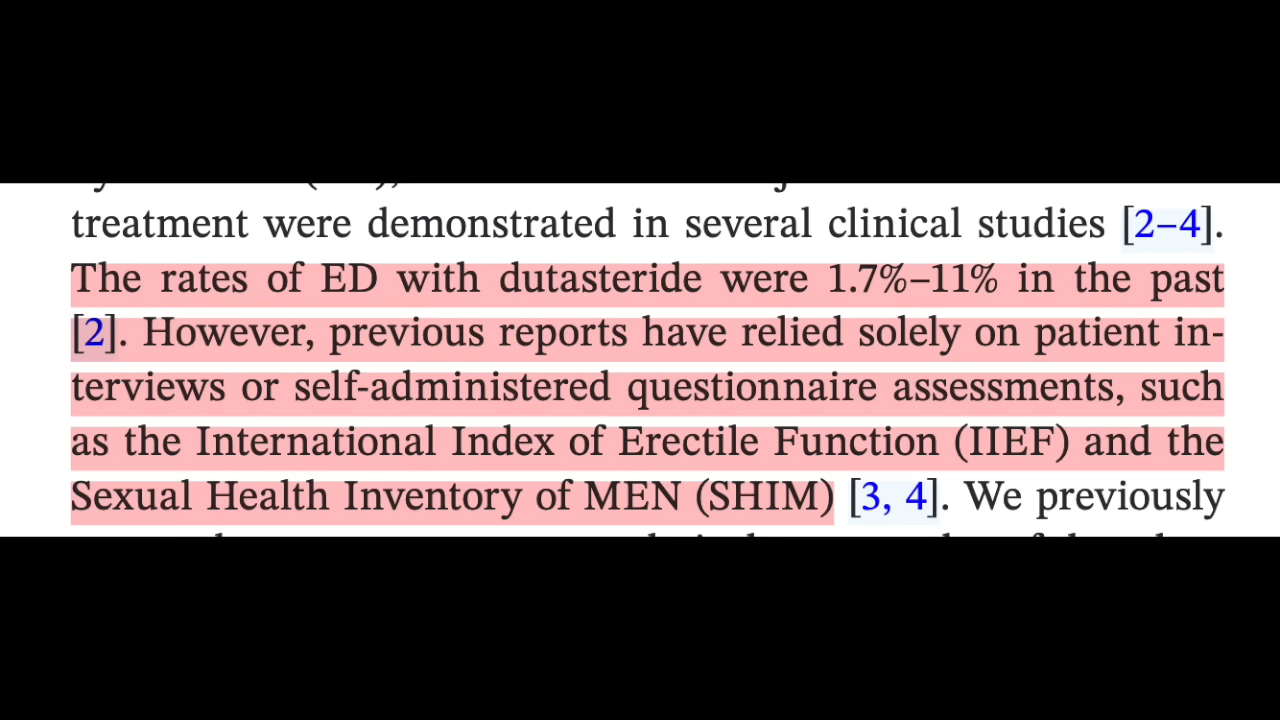 treatment were demonstrated in several clinical studies [2–4].
The rates of ED with dutasteride were 1.7%–11% in the past
[2]. However, previous reports have relied solely on patient in-
terviews or self-administered questionnaire assessments, such
as the International Index of Erectile Function (IIEF) and the
Sexual Health Inventory of MEN (SHIM) [3, 4]. We previously